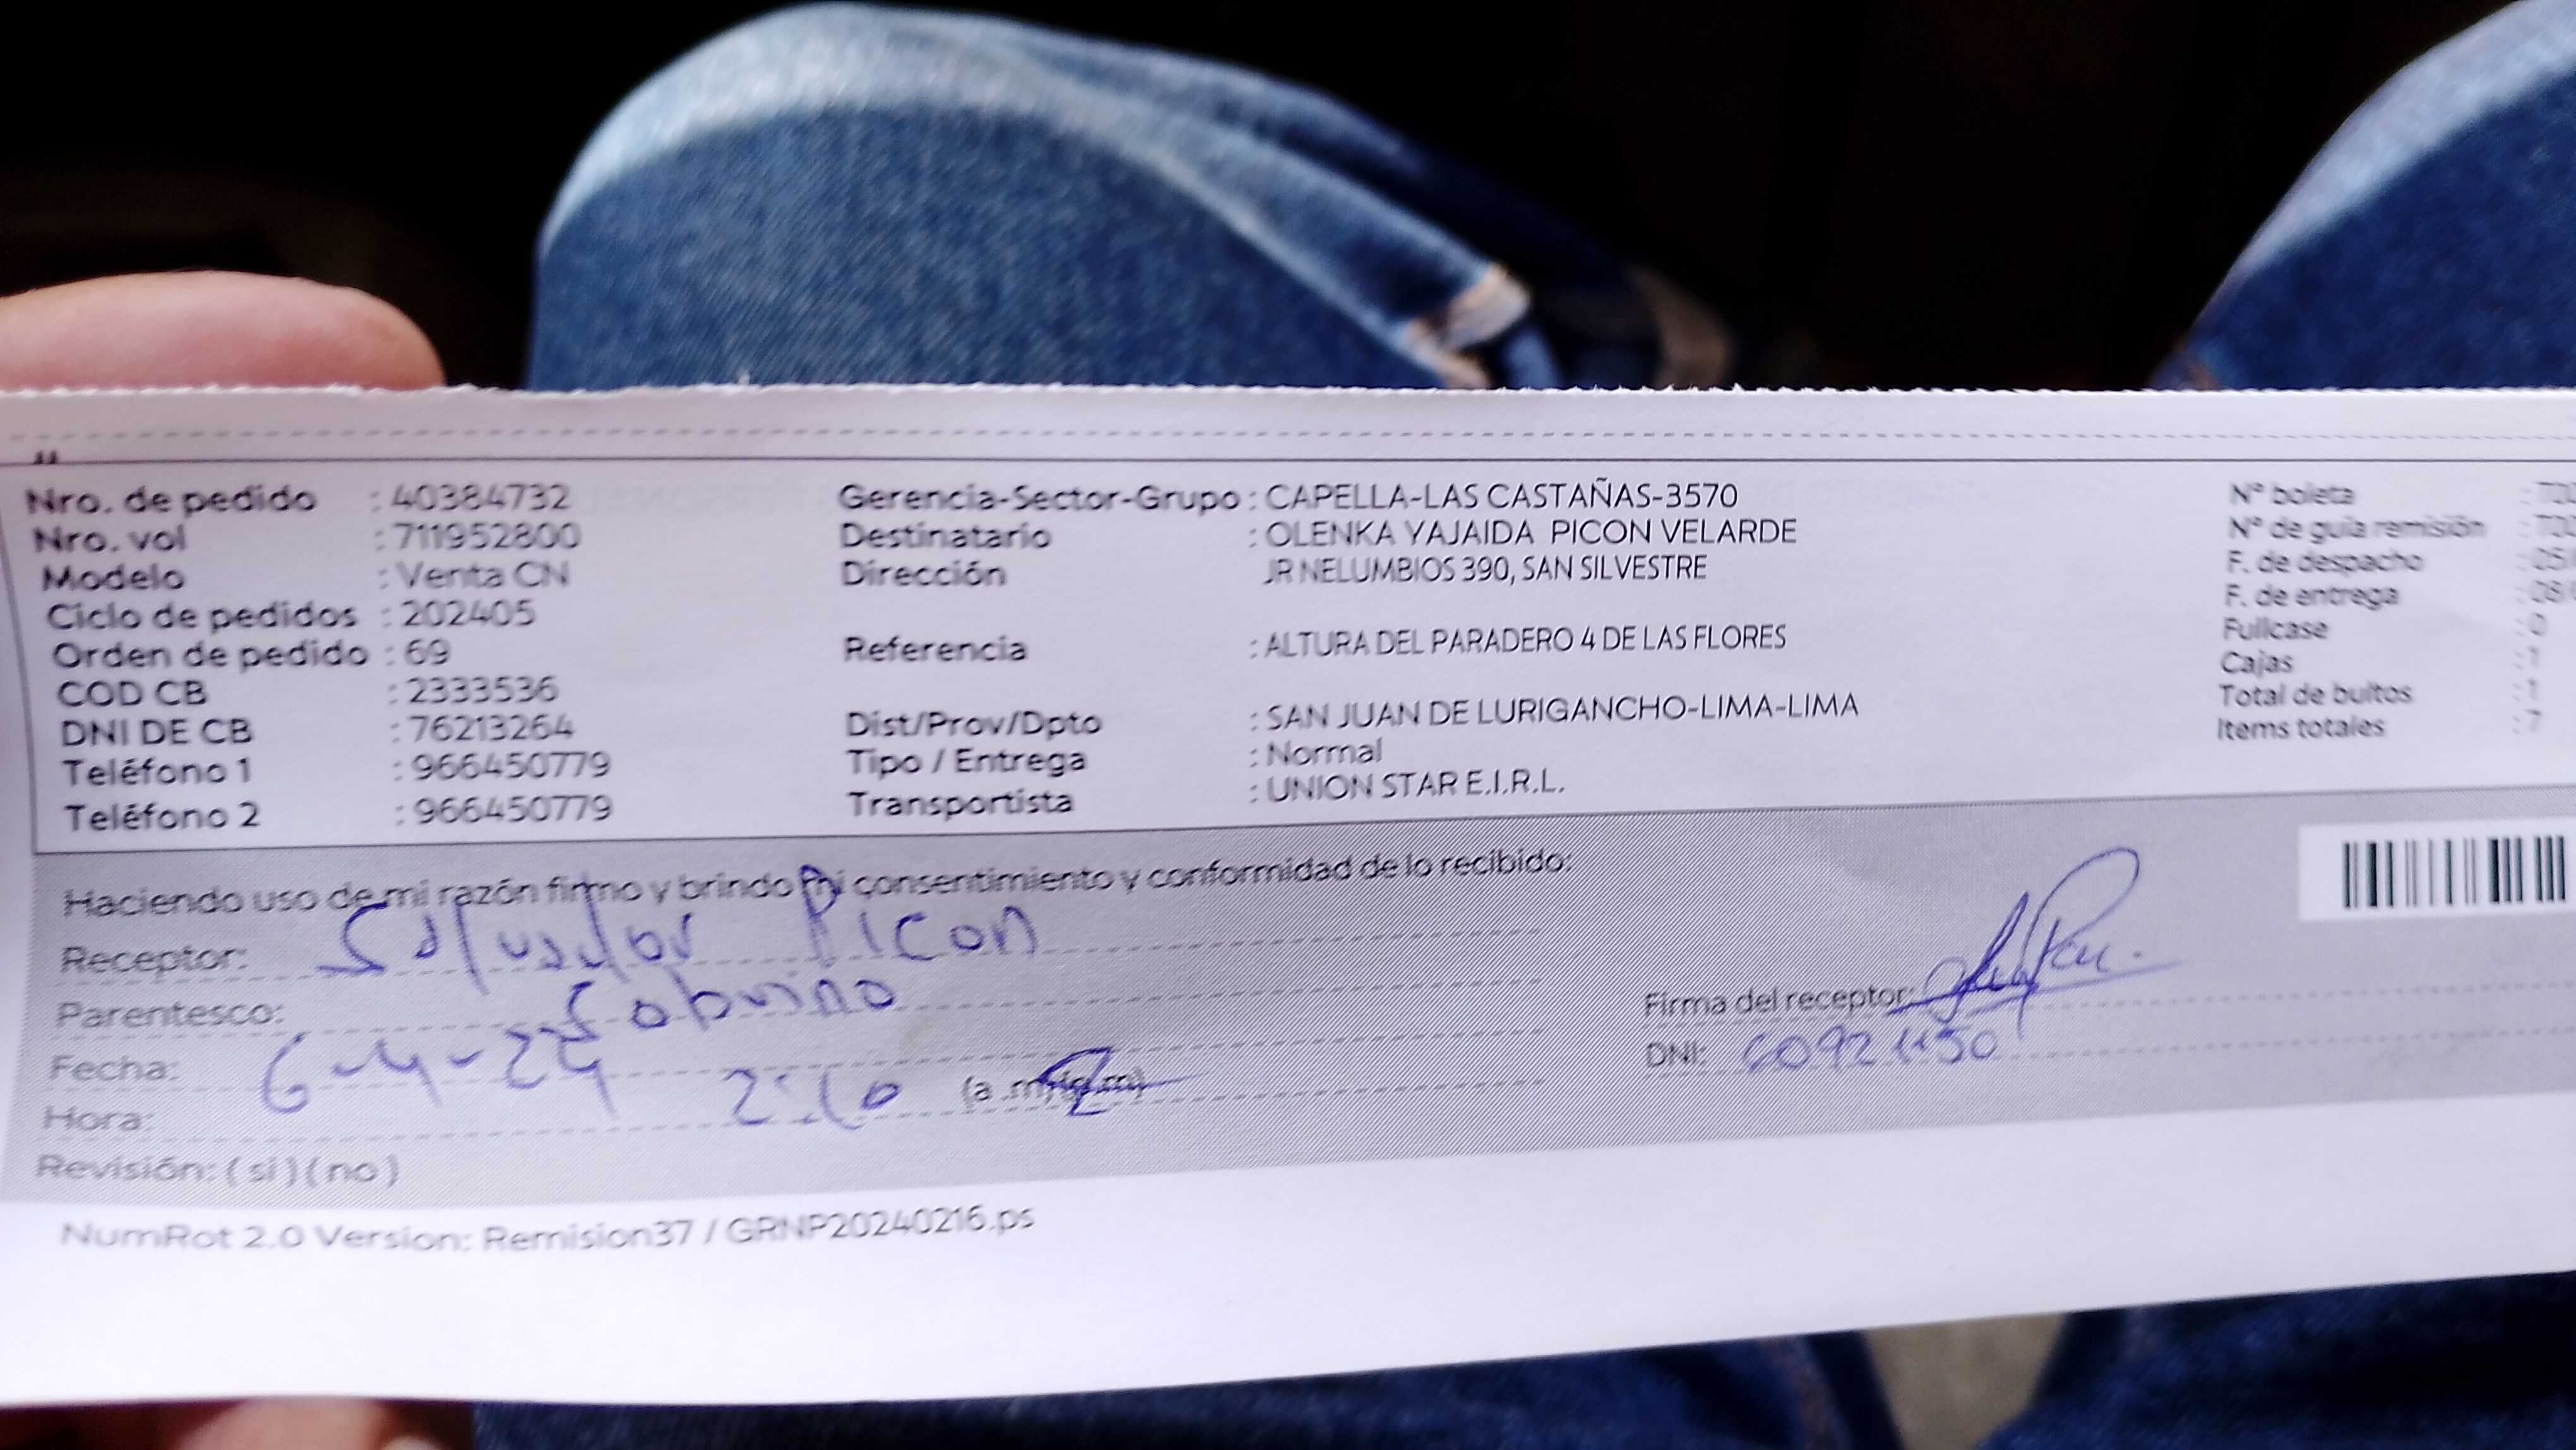 Nro. de pedido : 40384732
Nro. vol : 711952800
Modelo : Venta CN
Ciclo de pedidos : 202405
Orden de pedido : 69
COD CB : 2333536
DNI DE CB : 76213264
Teléfono 1 : 966450779
Teléfono 2 : 966450779
Gerencia-Sector-Grupo : CAPELLA-LAS CASTAÑAS-3570
Destinatario : OLENKA YAJAIDA PICON VELARDE
Dirección JR NELUMBIOS 390, SAN SILVESTRE
Referencia : ALTURA DEL PARADERO 4 DE LAS FLORES
Dist/Prov/Dpto : SAN JUAN DE LURIGANCHO-LIMA-LIMA
Tipo / Entrega : Normal
Transportista : UNION STAR E.I.R.L.
Nº boleta
Nº de guía remisión
F. de despacho : 05/
F. de entrega
Fullcase : 0
Cajas : 1
Total de bultos : 1
Items totales : 7
Haciendo uso de mi razón firmo y brindo mi consentimiento y conformidad de lo recibido:
Receptor: Salvador Picon
Parentesco: Sobrino
Fecha: 6-4-24
Hora: 2:10 (a .m/p.m)
Revisión: ( si ) ( no )
Firma del receptor:
DNI:
NumRot 2.0 Version: Remision37 / GRNP20240216.ps